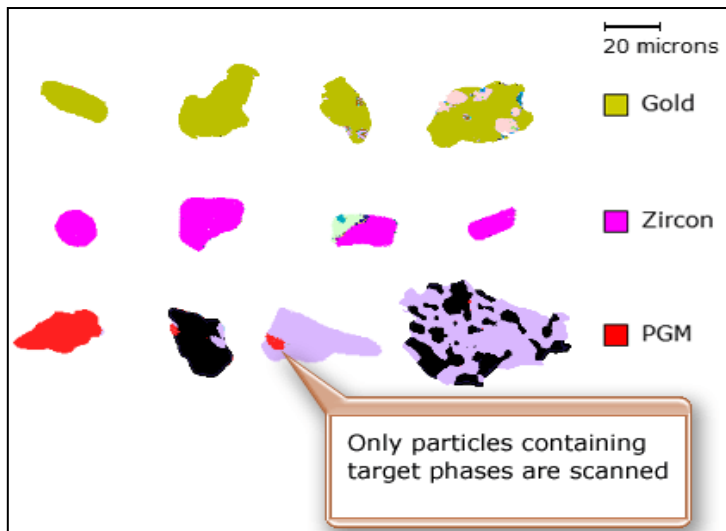 20 microns
Gold
Zircon
PGM
Only particles containing
target phases are scanned